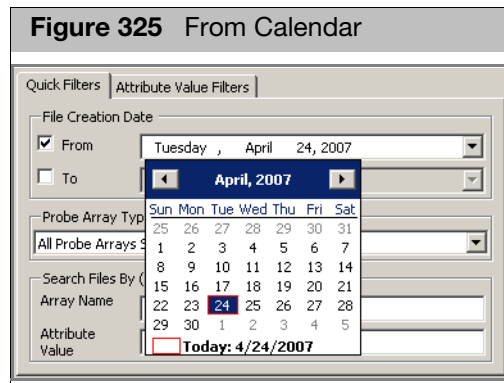 Figure 325 From Calendar
Quick Filters Attribute Value Filters
File Creation Date
From Tuesday , April 24, 2007
To
April, 2007
Sun Mon Tue Wed Thu Fri Sat
25 26 27 28 29 30 31
1 2 3 4 5 6 7
8 9 10 11 12 13 14
15 16 17 18 19 20 21
22 23 24 25 26 27 28
29 30 1 2 3 4 5
Today: 4/24/2007
Probe Array Typ
All Probe Arrays S
Search Files By (
Array Name
Attribute
Value